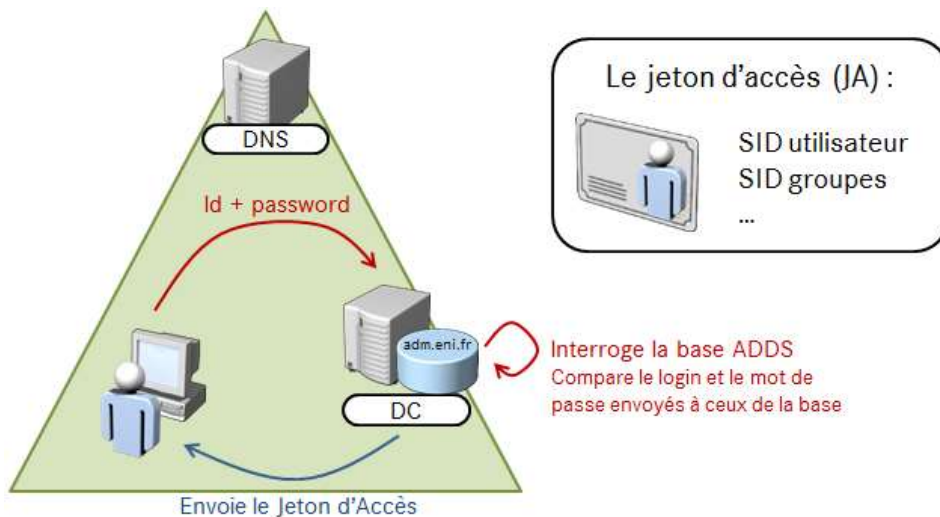 DNS
Id + password
adm.eni.fr
DC
Interroge la base ADDS
Compare le login et le mot de
passe envoyés à ceux de la base
Envoie le Jeton d'Accès
Le jeton d'accès (JA) :
SID utilisateur
SID groupes
...